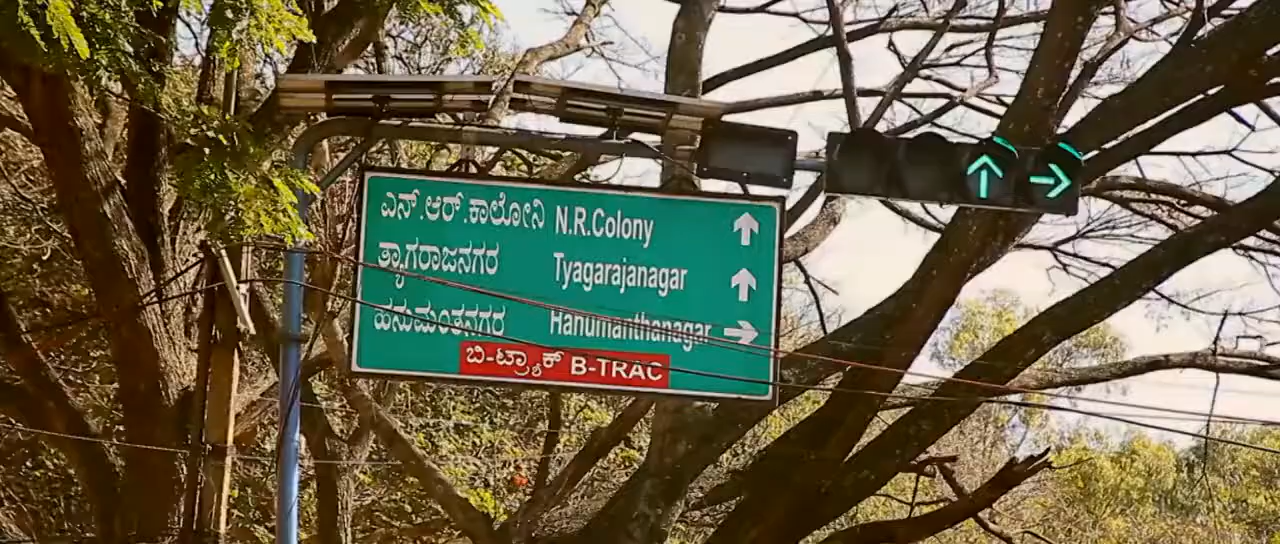 ಎನ್.ಆರ್.ಕಾಲೋನಿ N.R.Colony
ತ್ಯಾಗರಾಜನಗರ Tyagarajanagar
ಹನುಮಂತನಗರ Hanumanthanagar
ಬಿ-ಟ್ರ್ಯಾಕ್ B-TRAC